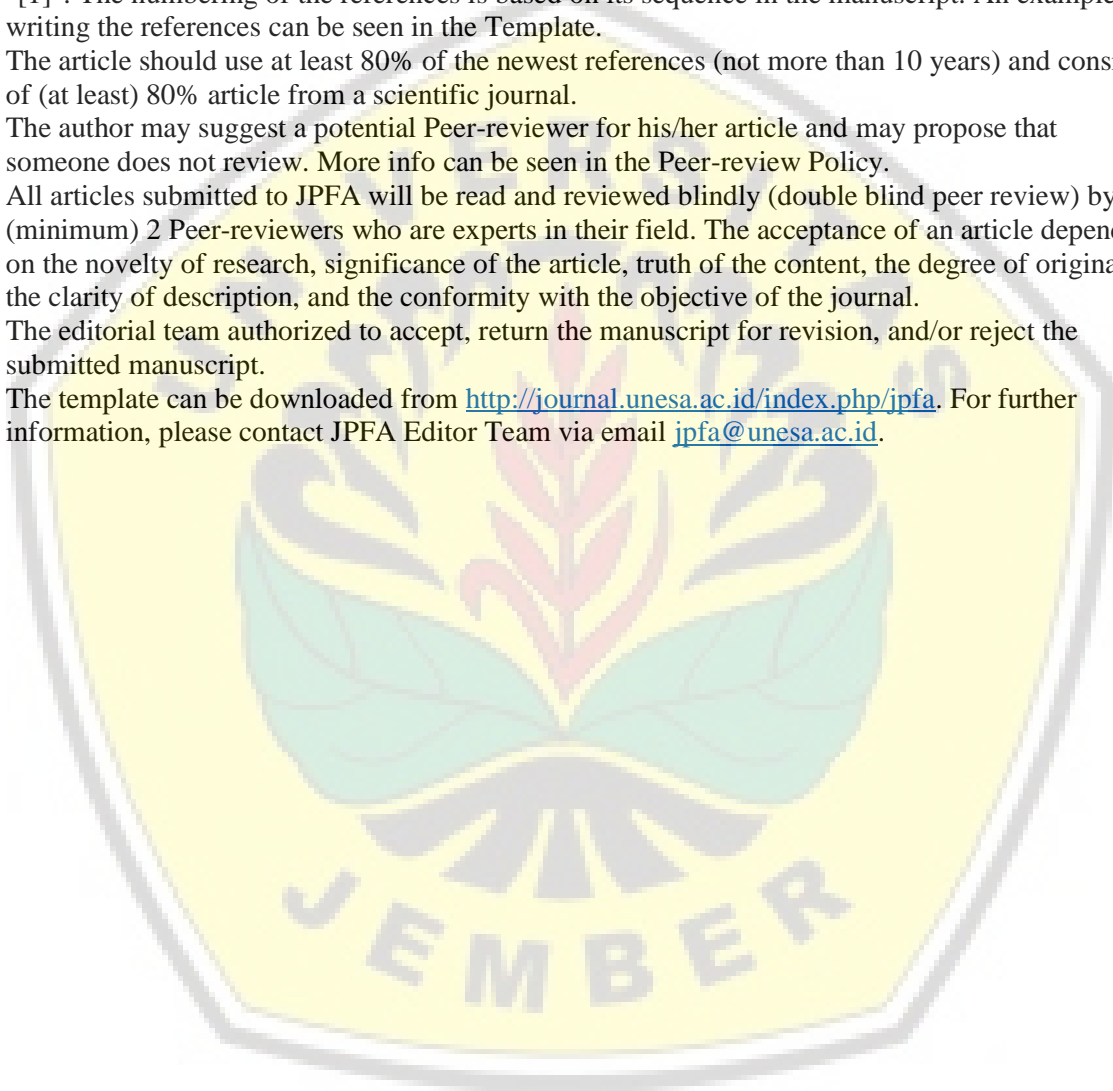 "[1]". The numbering of the references is based on its sequence in the manuscript. An example
writing the references can be seen in the Template.
The article should use at least 80% of the newest references (not more than 10 years) and
of (at least) 80% article from a scientific journal.
The author may suggest a potential Peer-reviewer for his/her article and may propose that
someone does not review. More info can be seen in the Peer-review Policy.
All articles submitted to JPFA will be read and reviewed blindly (double blind peer review) by
(minimum) 2 Peer-reviewers who are experts in their field. The acceptance of an article
on the novelty of research, significance of the article, truth of the content, the degree of
the clarity of description, and the conformity with the objective of the journal.
The editorial team authorized to accept, return the manuscript for revision, and/or reject the
submitted manuscript.
The template can be downloaded from http://journal.unesa.ac.id/index.php/jpfa. For further
information, please contact JPFA Editor Team via email jpfa@unesa.ac.id.
UNIVERSITAS
JEMBER